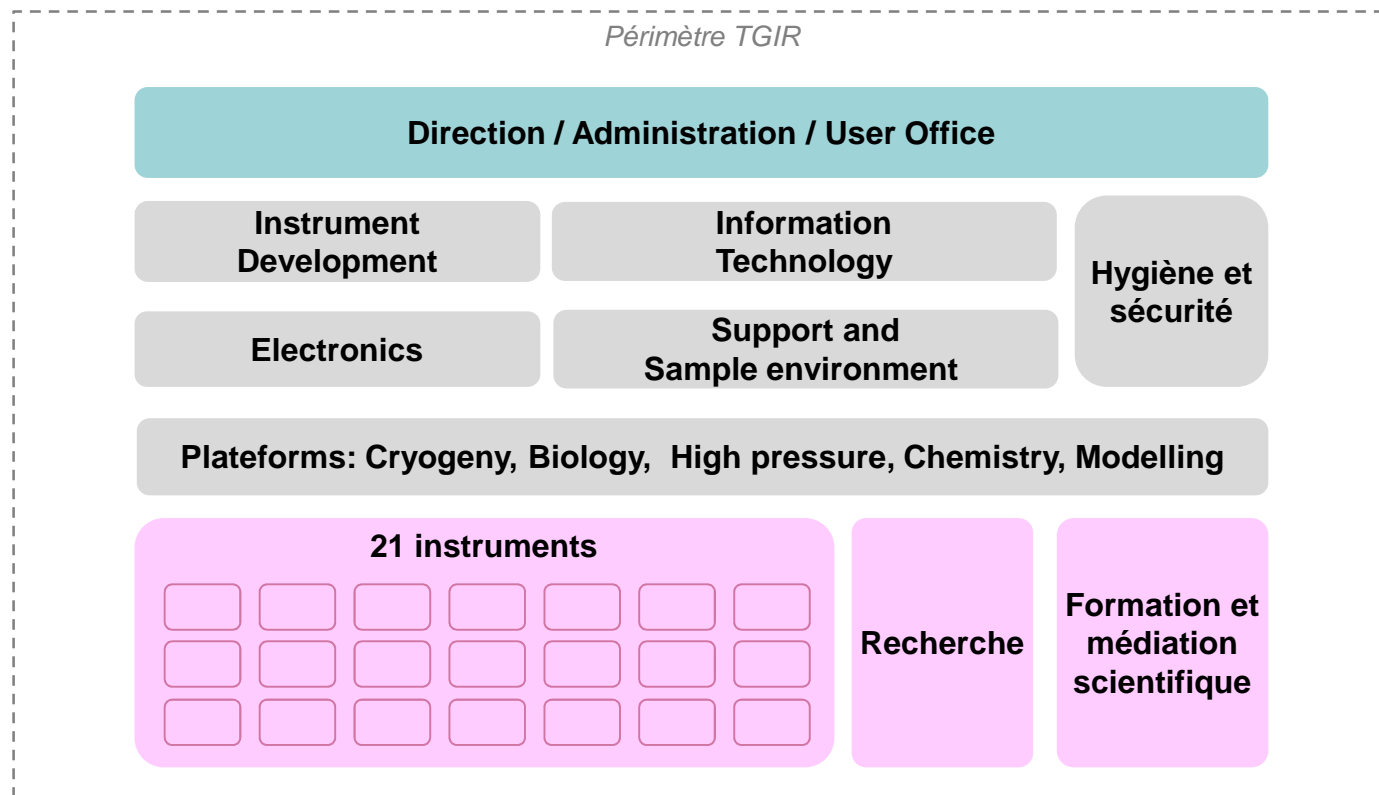 Périmètre TGIR
Direction / Administration / User Office
Instrument
Development
Information
Technology
Hygiène et
sécurité
Electronics
Support and
Sample environment
Plateforms: Cryogeny, Biology,  High pressure, Chemistry, Modelling
21 instruments
Recherche
Formation et
médiation
scientifique